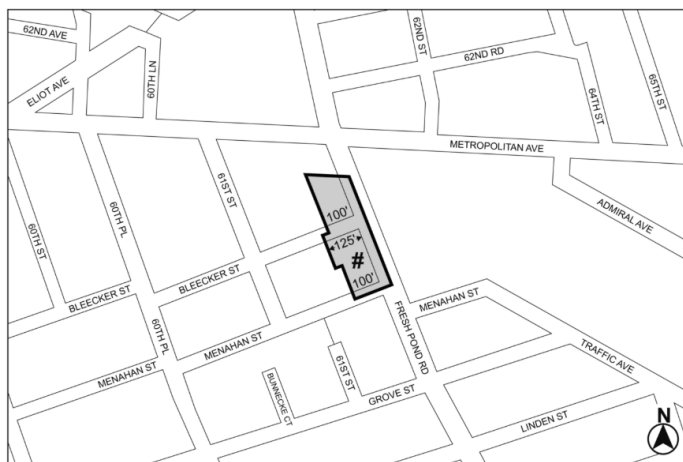 62ND AVE
ELIOT AVE
60TH LN
62ND ST
62ND RD
64TH ST
65TH ST
METROPOLITAN AVE
ADMIRAL AVE
60TH ST
60TH PL
61ST ST
100'
125'
#
100'
BLEECKER ST
BLEECKER ST
60TH PL
MENAHAN ST
MENAHAN ST
MENAHAN ST
FRESH POND RD
TRAFFIC AVE
BUNNECKE CT
61ST ST
GROVE ST
LINDEN ST
N